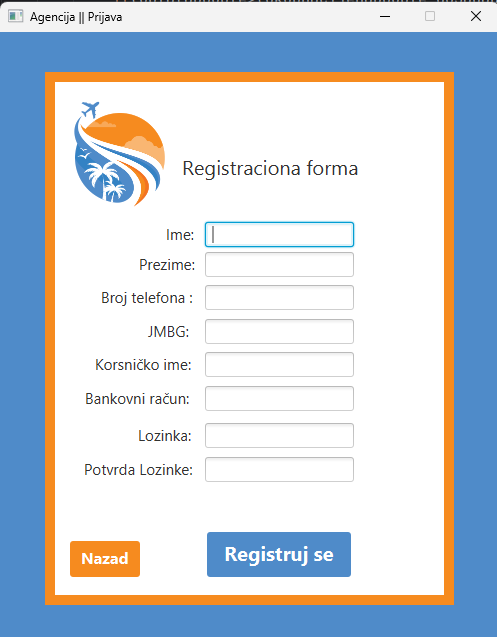 Agencija || Prijava
Registraciona forma
Ime:
Prezime:
Broj telefona :
JMBG:
Korsničko ime:
Bankovni račun:
Lozinka:
Potvrda Lozinke:
Nazad
Registruj se